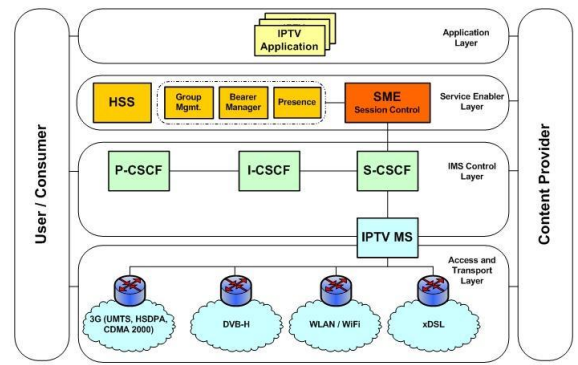 User / Consumer
Content Provider
IPTV
Application
Application
Layer
HSS
Group
Mgmt.
Bearer
Manager
Presence
SME
Session Control
Service Enabler
Layer
P-CSCF
I-CSCF
S-CSCF
IMS Control
Layer
IPTV MS
Access and
Transport
Layer
3G (UMTS, HSDPA,
CDMA 2000)
DVB-H
WLAN / WiFi
xDSL